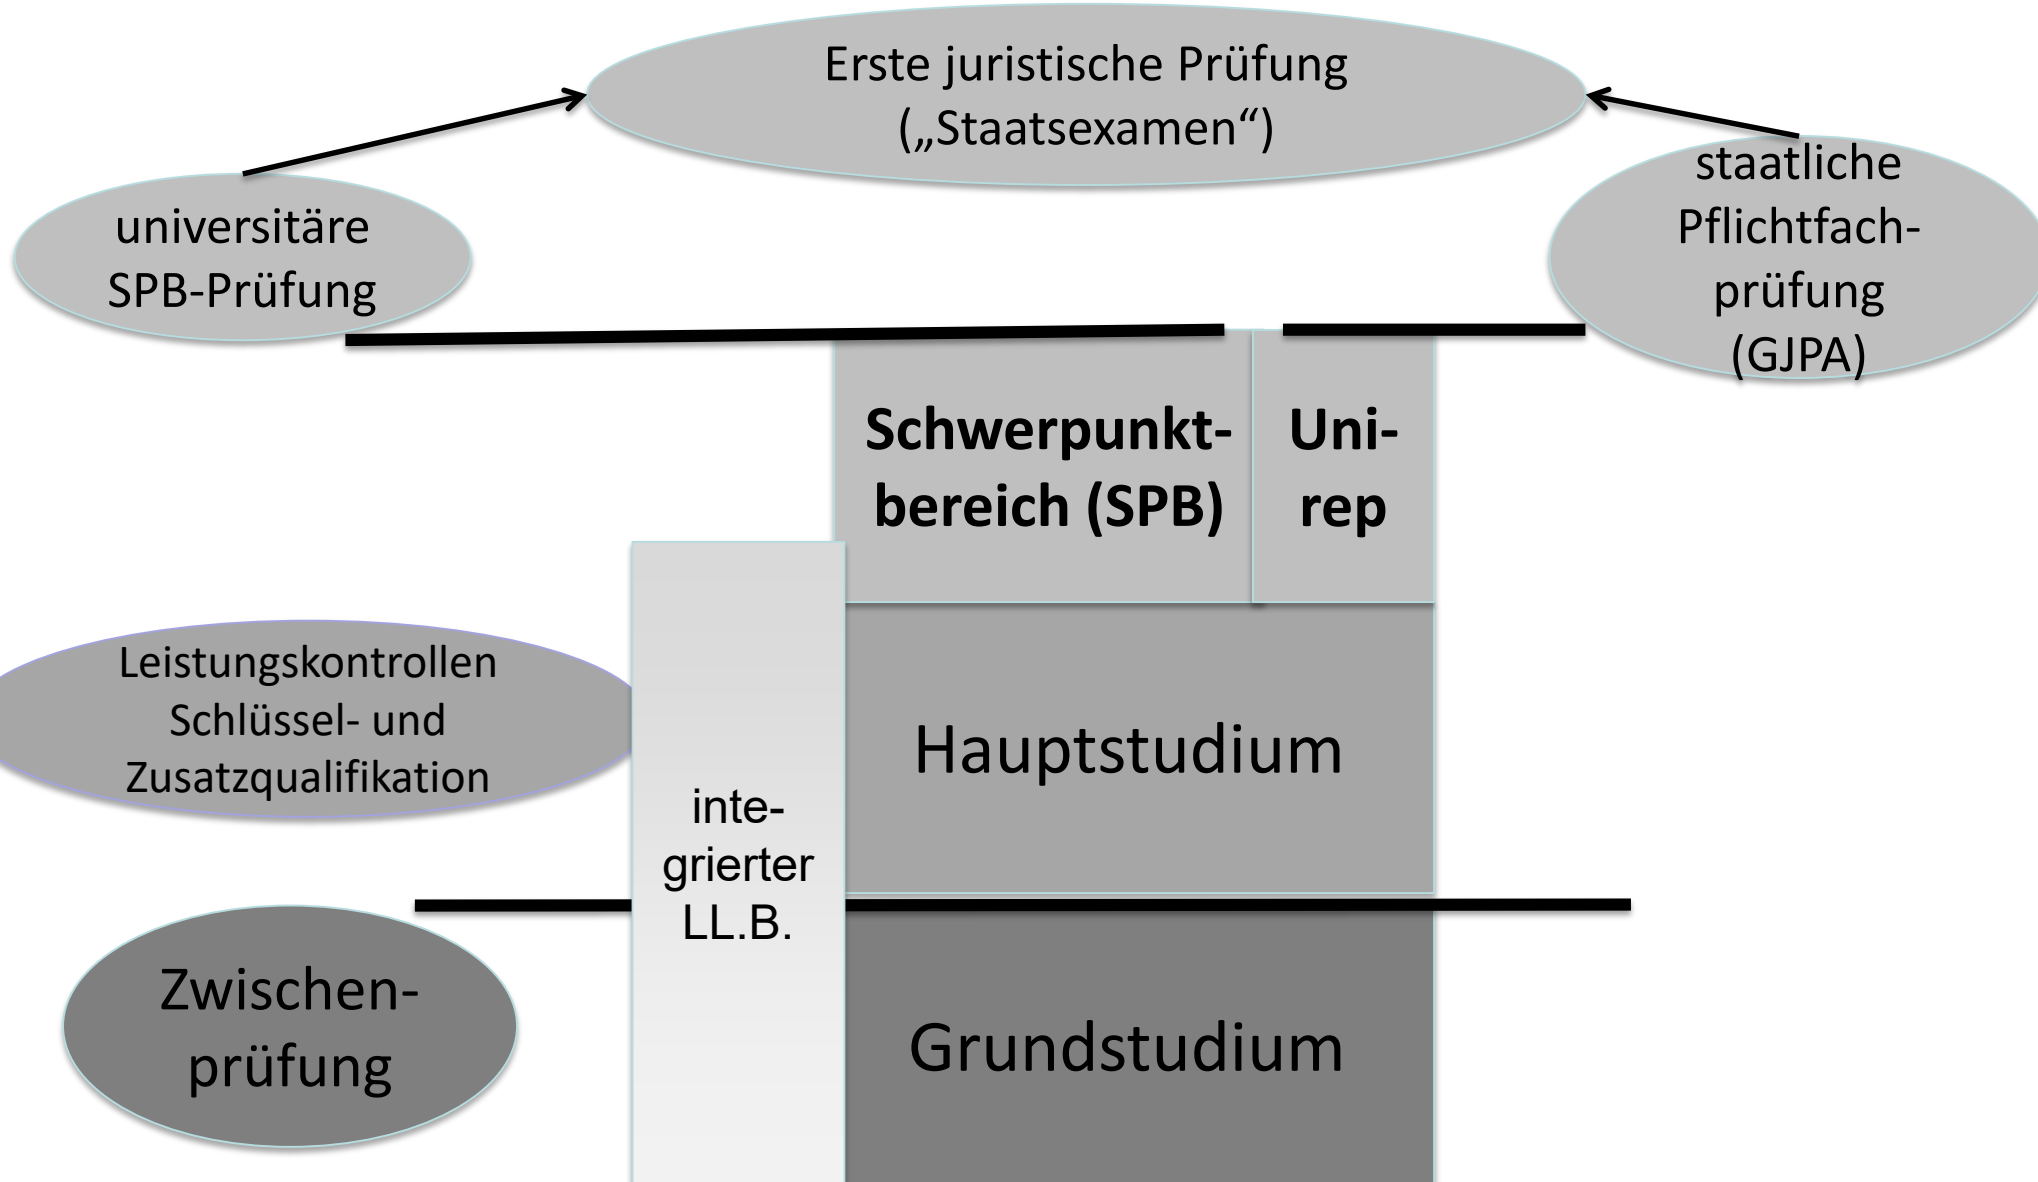 Erste juristische Prüfung
(„Staatsexamen“)
universitäre
SPB-Prüfung
staatliche
Pflichtfach-
prüfung
(GJPA)
Schwerpunkt-
bereich (SPB)
Uni-
rep
Leistungskontrollen
Schlüssel- und
Zusatzqualifikation
Hauptstudium
inte-
grierter
LL.B.
Zwischen-
prüfung
Grundstudium